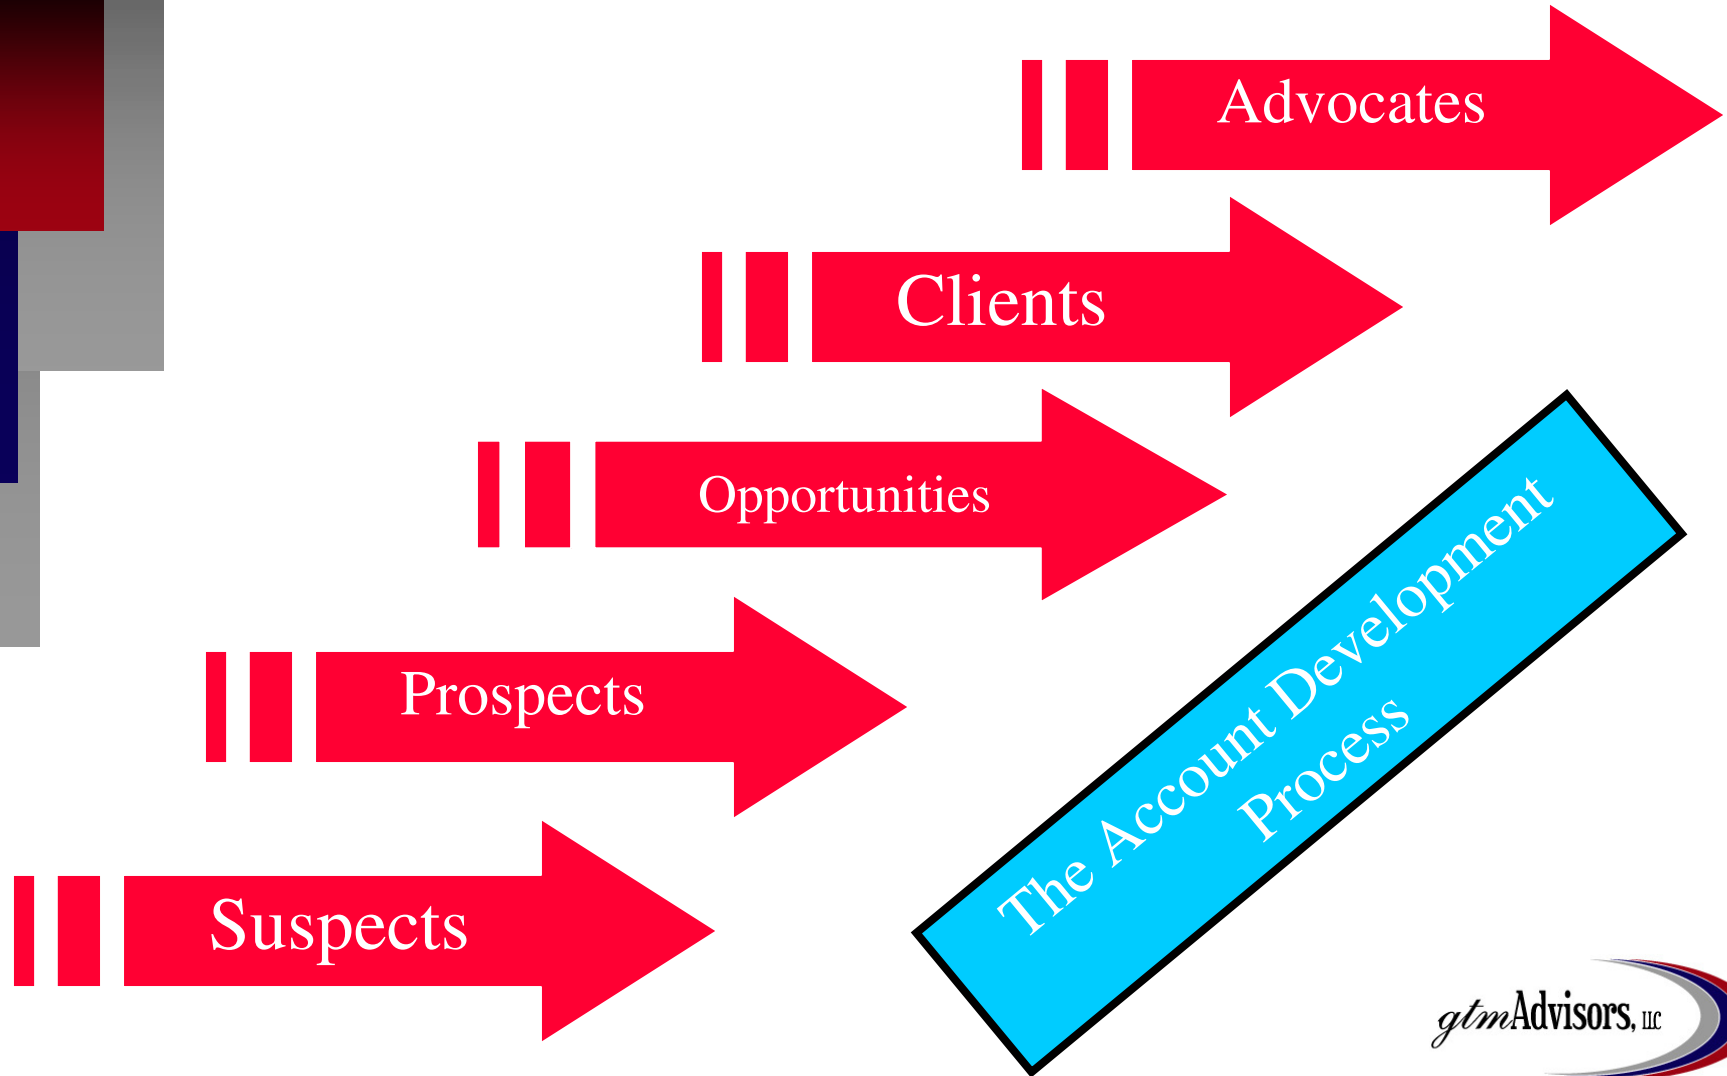 Advocates
Clients
Opportunities
Prospects
Suspects
The Account Development
Process
gtmAdvisors, LLC